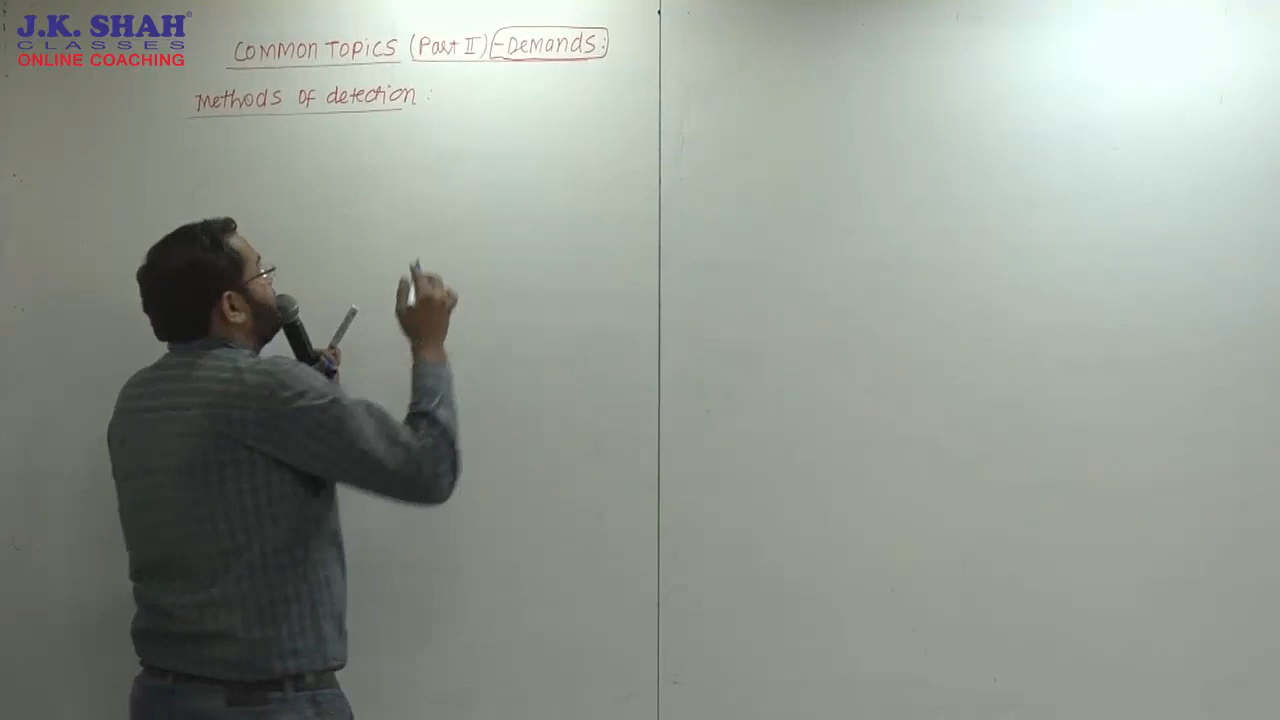 J.K. SHAH®
CLASSES
ONLINE COACHING
COMMON TOPICS (Part II) - Demands:
Methods of detection :